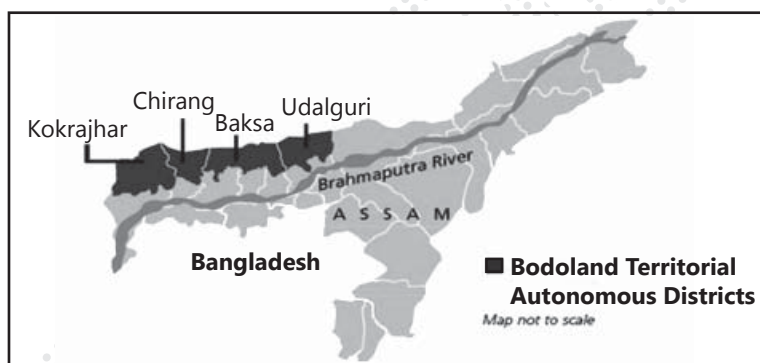 Chirang
Udalguri
Kokrajhar
Baksa
Brahmaputra River
ASSAM
Bangladesh
Bodoland Territorial
Autonomous Districts
Map not to scale